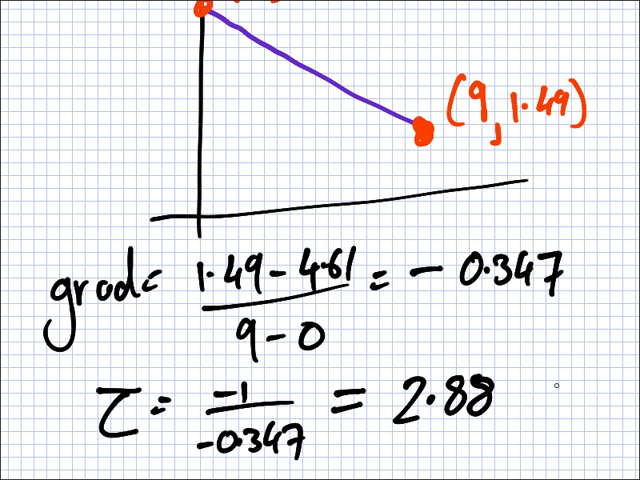 (9, 1.49)
grad = 1.49 - 4.61 / 9 - 0 = - 0.347
τ = -1 / -0.347 = 2.88